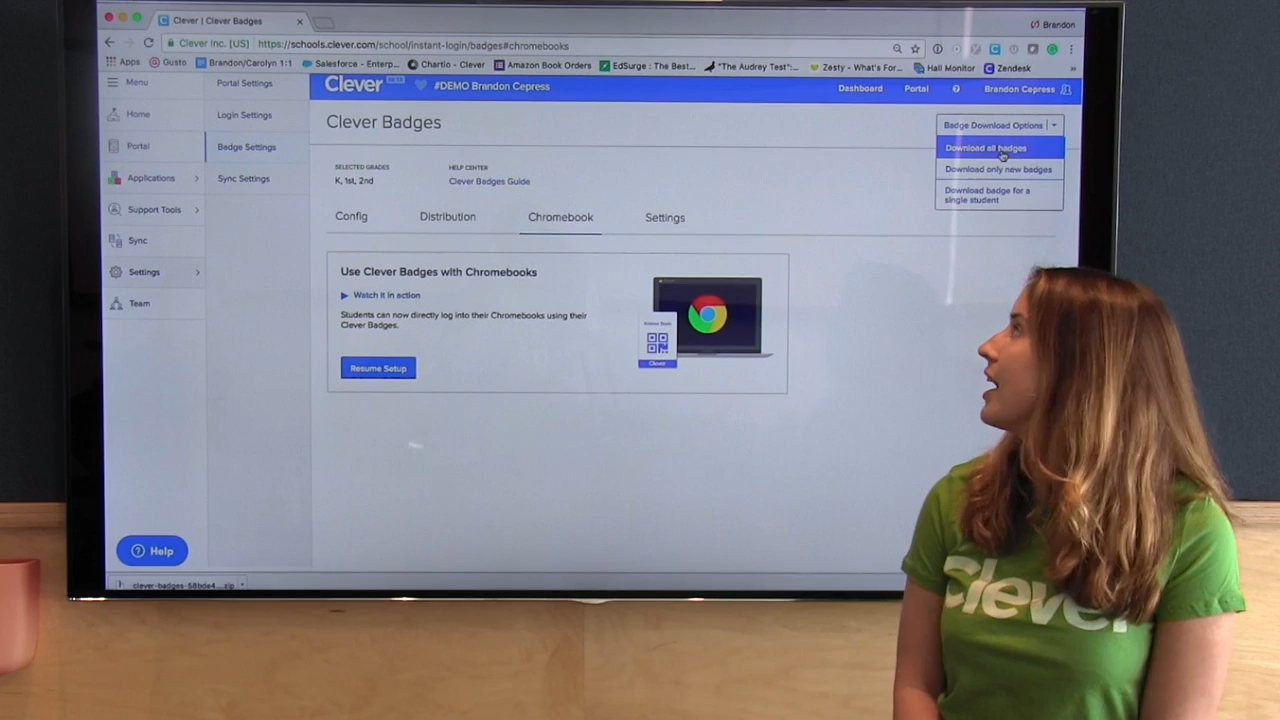 Clever | Clever Badges
Brandon
Clever Inc. [US] https://schools.clever.com/school/instant-login/badges#chromebooks
Apps Gusto Brandon/Carolyn 1:1 Salesforce - Enterp... Chartio - Clever Amazon Book Orders EdSurge : The Best... "The Audrey Test":... Zesty - What's For... Hall Monitor Zendesk »
Menu
Home
Portal
Applications
Support Tools
Sync
Settings
Team
Portal Settings
Login Settings
Badge Settings
Sync Settings
Clever BETA #DEMO Brandon Cepress Dashboard Portal Brandon Cepress
Clever Badges
Badge Download Options
Download all badges
Download only new badges
Download badge for a
single student
SELECTED GRADES
K, 1st, 2nd
HELP CENTER
Clever Badges Guide
Config Distribution Chromebook Settings
Use Clever Badges with Chromebooks
Watch it in action
Students can now directly log into their Chromebooks using their
Clever Badges.
Resume Setup
Clever
? Help
clever-badges-58bde4....zip
Clever